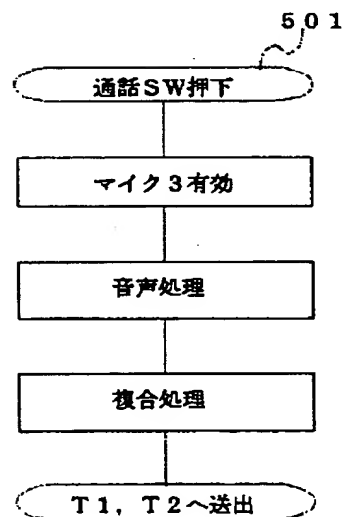 ５０１
通話ＳＷ押下
マイク３有効
音声処理
複合処理
Ｔ１，Ｔ２へ送出